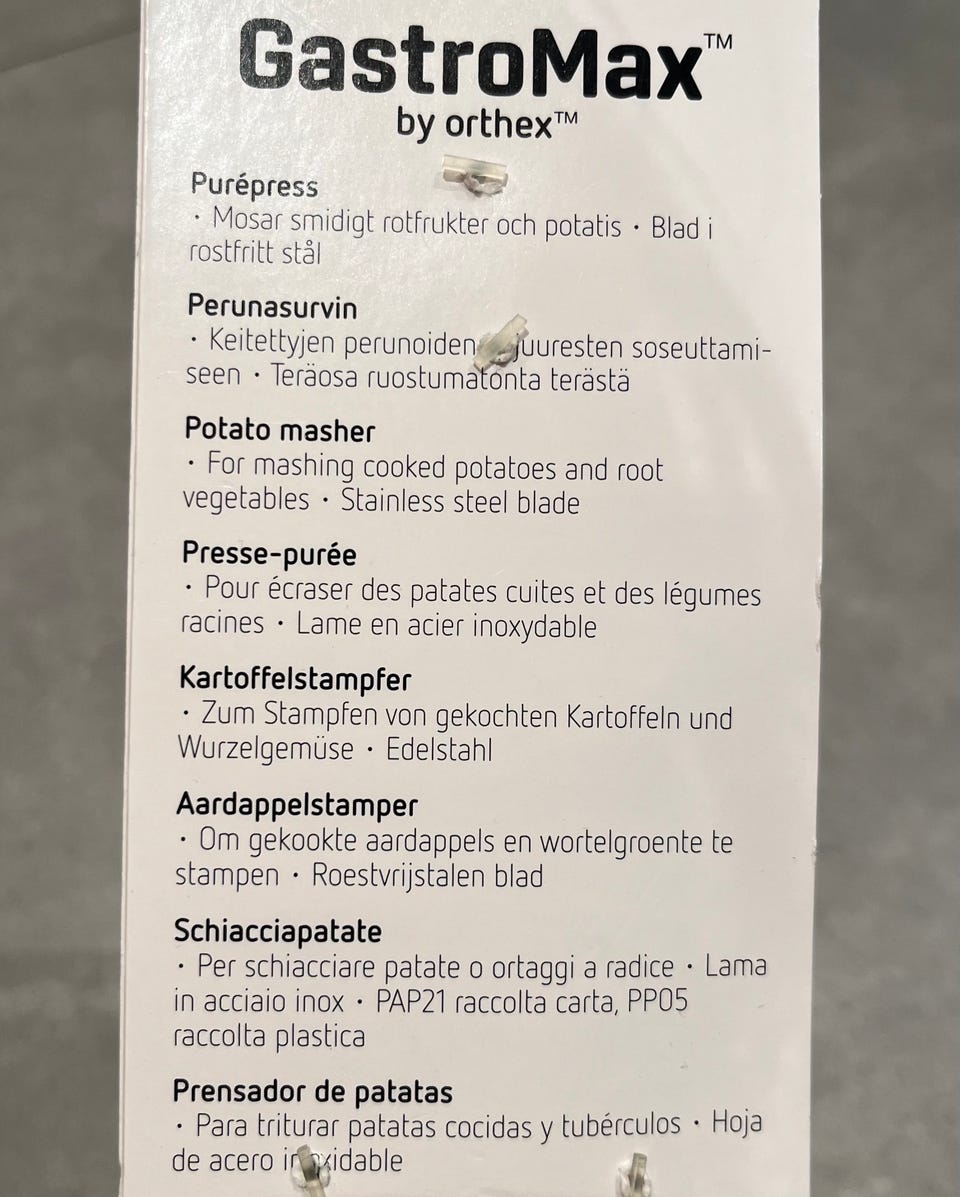 GastroMax™
by orthex™
Purépress
· Mosar smidigt rotfrukter och potatis · Blad i
rostfritt stål
Perunasurvin
· Keitettyjen perunoiden juuresten soseuttami-
seen · Teräosa ruostumatonta terästä
Potato masher
· For mashing cooked potatoes and root
vegetables · Stainless steel blade
Presse-purée
· Pour écraser des patates cuites et des légumes
racines · Lame en acier inoxydable
Kartoffelstampfer
· Zum Stampfen von gekochten Kartoffeln und
Wurzelgemüse · Edelstahl
Aardappelstamper
· Om gekookte aardappels en wortelgroente te
stampen · Roestvrijstalen blad
Schiacciapatate
· Per schiacciare patate o ortaggi a radice · Lama
in acciaio inox · PAP21 raccolta carta, PP05
raccolta plastica
Prensador de patatas
· Para triturar patatas cocidas y tubérculos · Hoja
de acero inoxidable